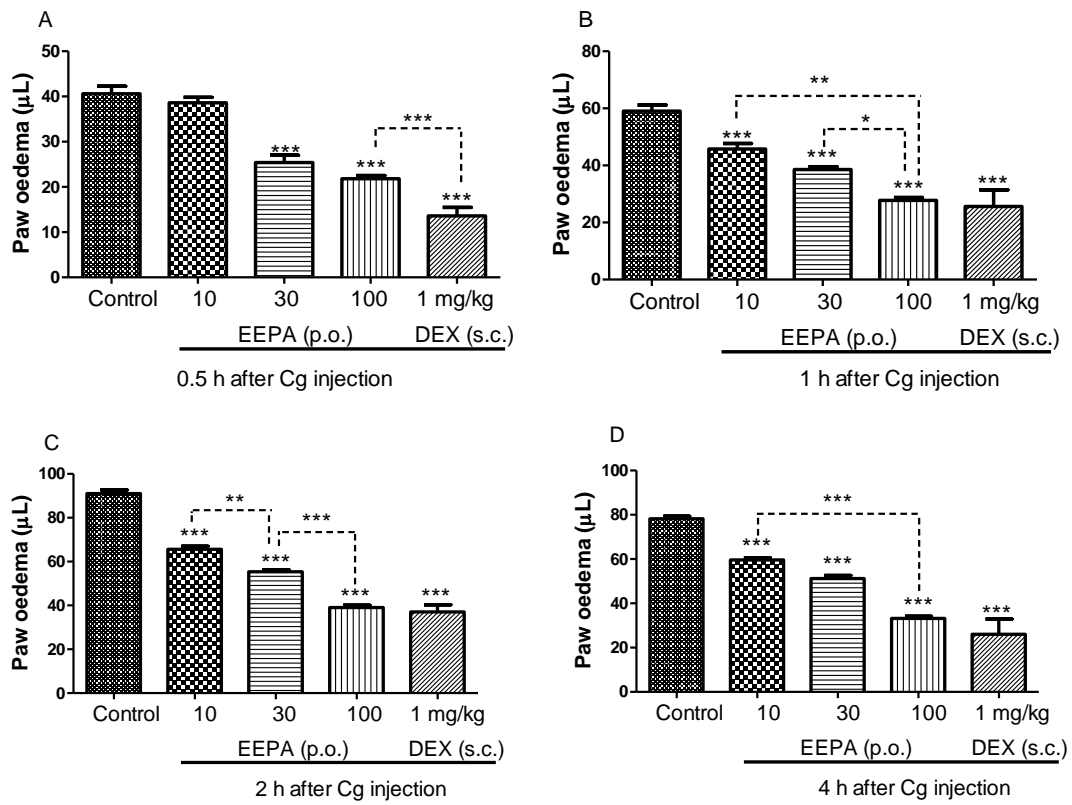 A
Paw oedema (μL)
50
40
30
20
10
0
***
***
***
***
Control 10 30 100 1 mg/kg
EEPA (p.o.) DEX (s.c.)
0.5 h after Cg injection
B
Paw oedema (μL)
80
60
40
20
0
**
*
***
***
***
***
Control 10 30 100 1 mg/kg
EEPA (p.o.) DEX (s.c.)
1 h after Cg injection
C
Paw oedema (μL)
100
80
60
40
20
0
**
***
***
***
***
***
Control 10 30 100 1 mg/kg
EEPA (p.o.) DEX (s.c.)
2 h after Cg injection
D
Paw oedema (μL)
100
80
60
40
20
0
***
***
***
***
***
Control 10 30 100 1 mg/kg
EEPA (p.o.) DEX (s.c.)
4 h after Cg injection